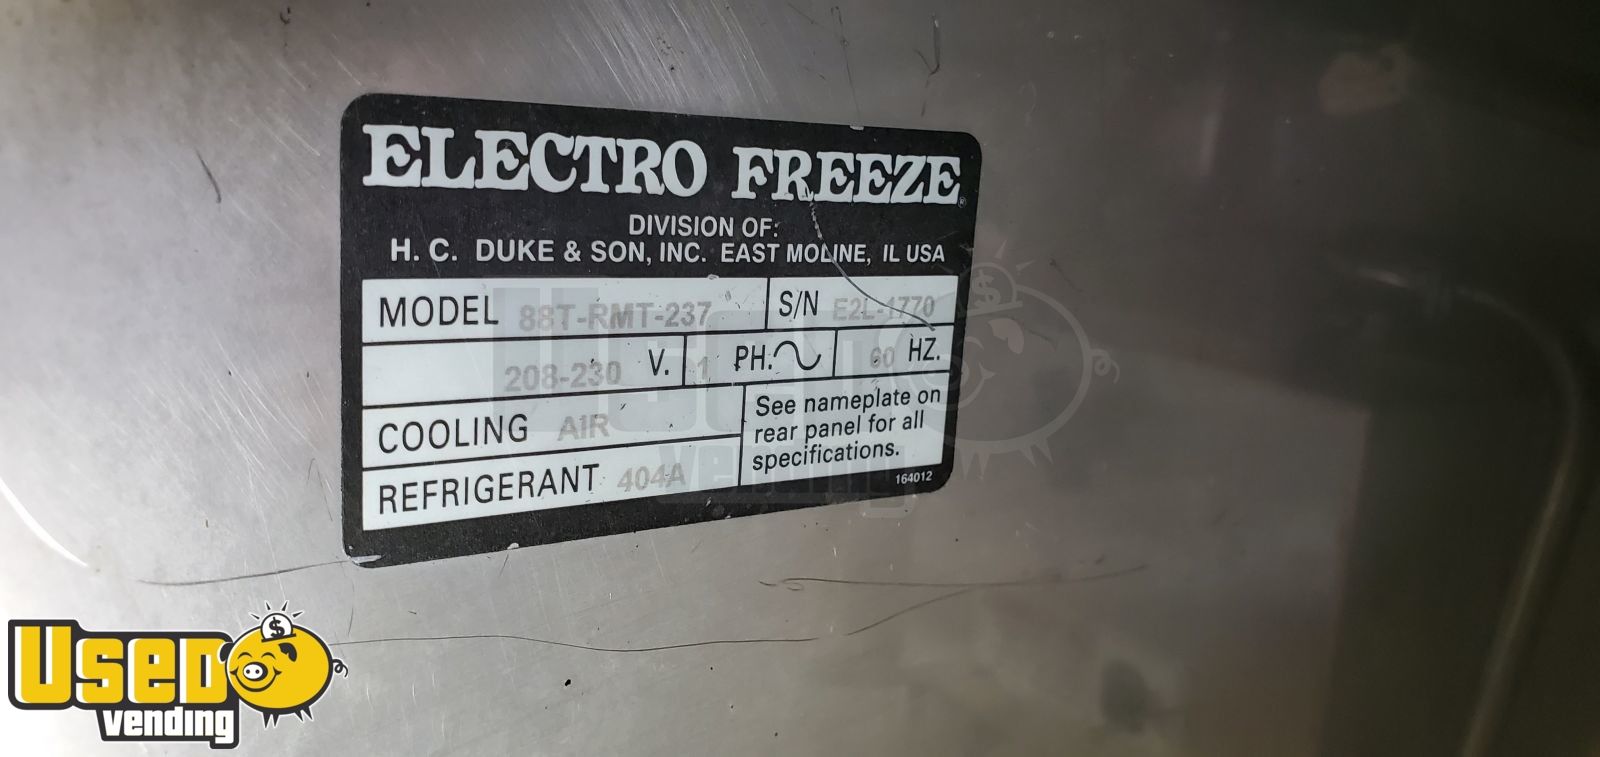 ELECTRO FREEZE®
DIVISION OF:
H. C. DUKE & SON, INC. EAST MOLINE, IL USA
MODEL 88T-RMT-237 S/N E2L-1770
208-230 V. 1 PH. 60 HZ.
COOLING AIR
REFRIGERANT 404A
See nameplate on
rear panel for all
specifications.
164012
Used
vending
$
USED
vending
$